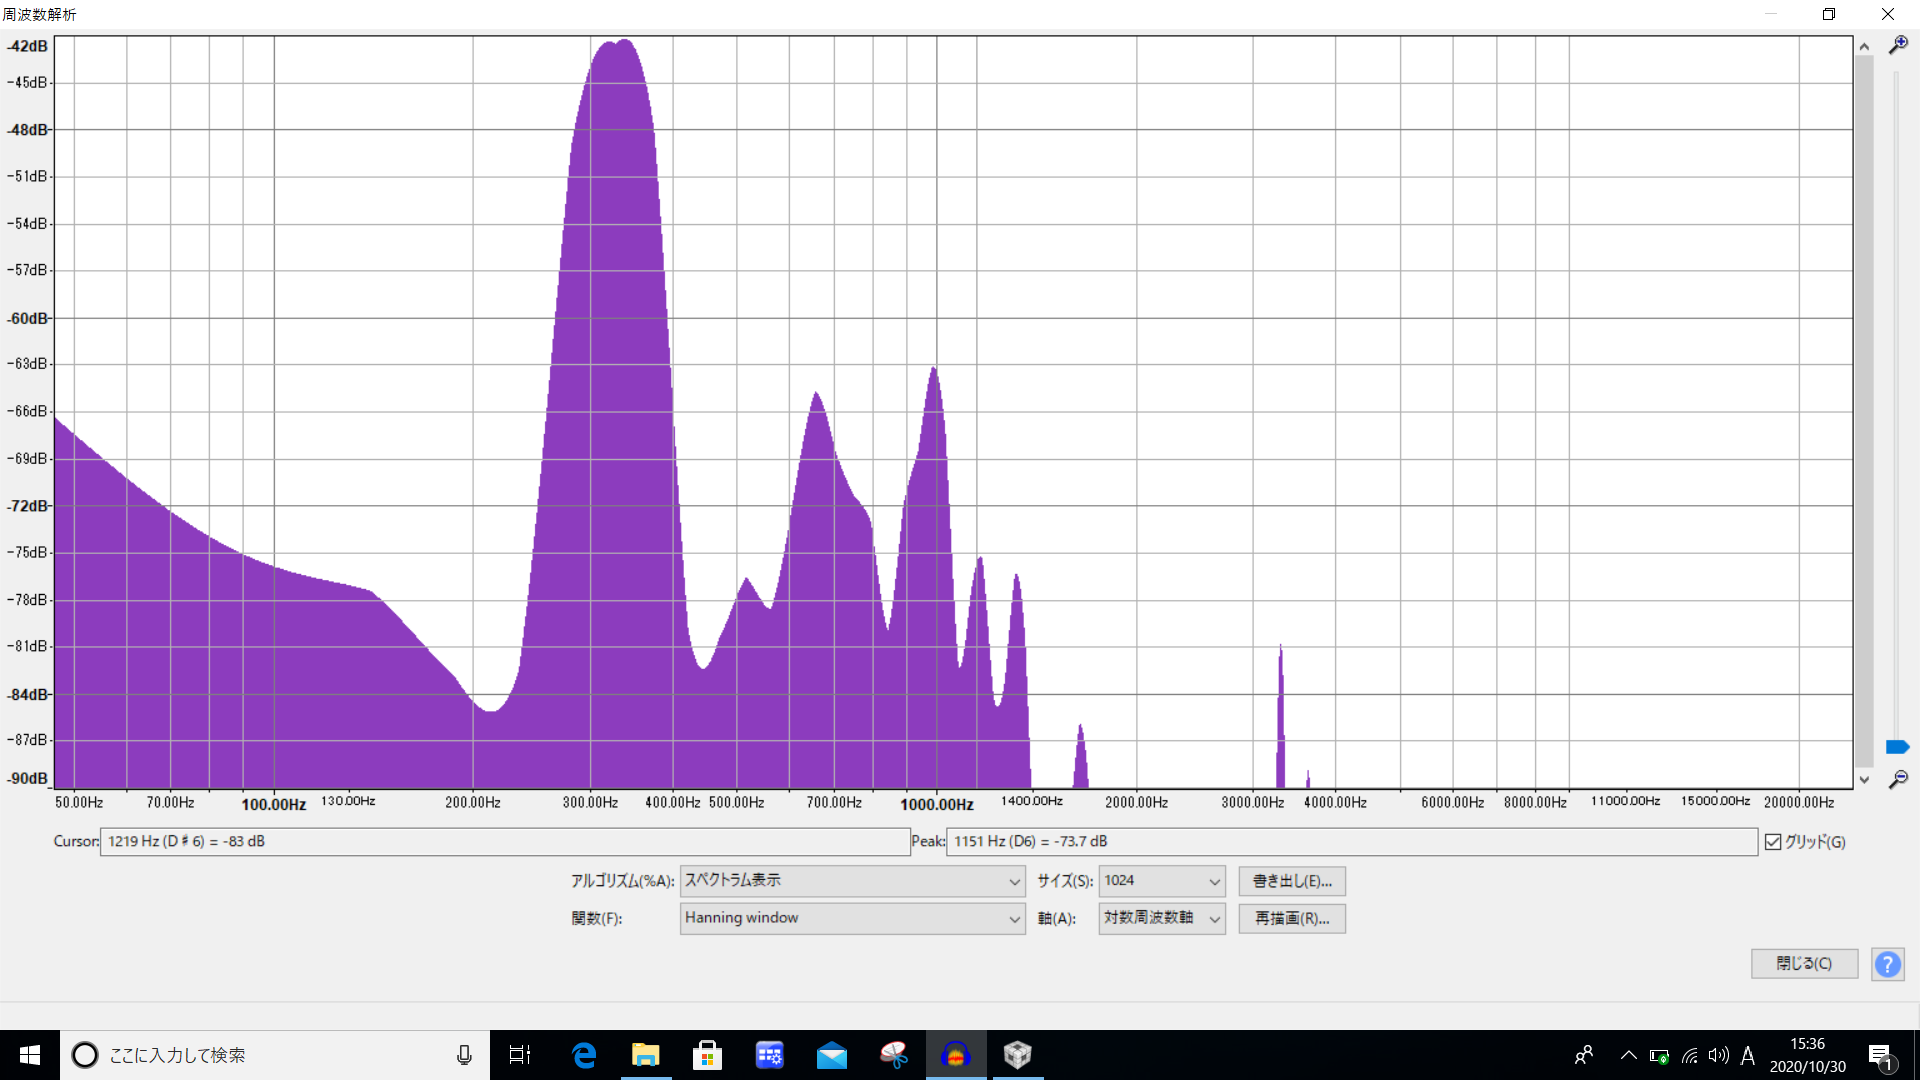 周波数解析
-42dB
-45dB
-48dB
-51dB
-54dB
-57dB
-60dB
-63dB
-66dB
-69dB
-72dB
-75dB
-78dB
-81dB
-84dB
-87dB
-90dB
50.00Hz 70.00Hz 100.00Hz 130.00Hz 200.00Hz 300.00Hz 400.00Hz 500.00Hz 700.00Hz 1000.00Hz 1400.00Hz 2000.00Hz 3000.00Hz 4000.00Hz 6000.00Hz 8000.00Hz 11000.00Hz 15000.00Hz 20000.00Hz
Cursor: 1219 Hz (D♯6) = -83 dB Peak: 1151 Hz (D6) = -73.7 dB グリッド(G)
アルゴリズム(%A): スペクトラム表示 サイズ(S): 1024 書き出し(E)...
関数(F): Hanning window 軸(A): 対数周波数軸 再描画(R)...
閉じる(C) ?
ここに入力して検索
A
15:36
2020/10/30
1